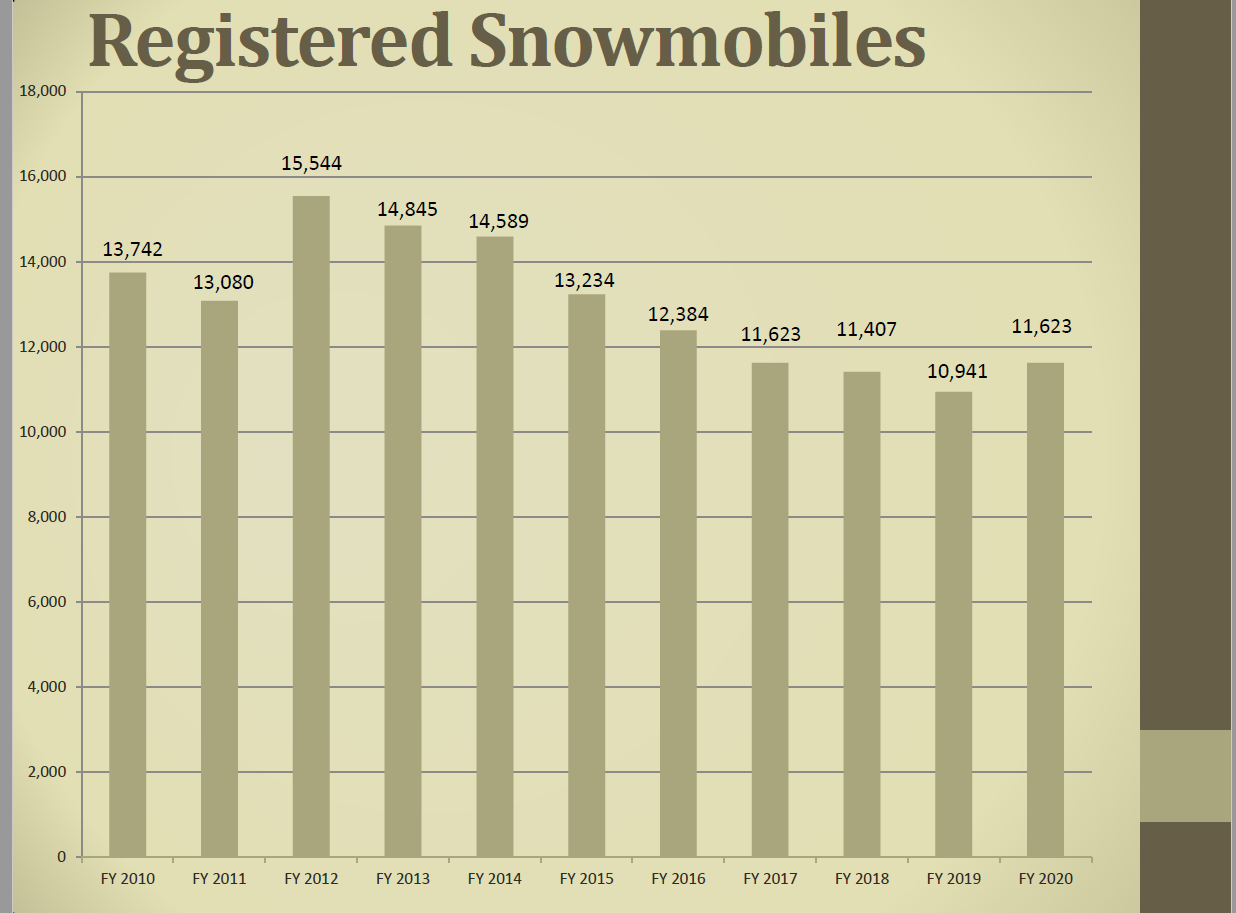 Registered Snowmobiles
18,000
16,000
14,000
12,000
10,000
8,000
6,000
4,000
2,000
0
13,742
13,080
15,544
14,845
14,589
13,234
12,384
11,623
11,407
10,941
11,623
FY 2010
FY 2011
FY 2012
FY 2013
FY 2014
FY 2015
FY 2016
FY 2017
FY 2018
FY 2019
FY 2020